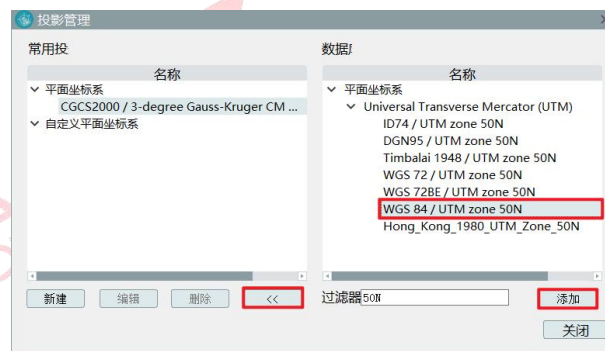 投影管理
常用投
数据
名称
平面坐标系
CGCS2000 / 3-degree Gauss-Kruger CM ...
自定义平面坐标系
名称
平面坐标系
Universal Transverse Mercator (UTM)
ID74 / UTM zone 50N
DGN95 / UTM zone 50N
Timbalai 1948 / UTM zone 50N
WGS 72 / UTM zone 50N
WGS 72BE / UTM zone 50N
WGS 84 / UTM zone 50N
Hong_Kong_1980_UTM_Zone_50N
新建
编辑
删除
<<
过滤器 50N
添加
关闭